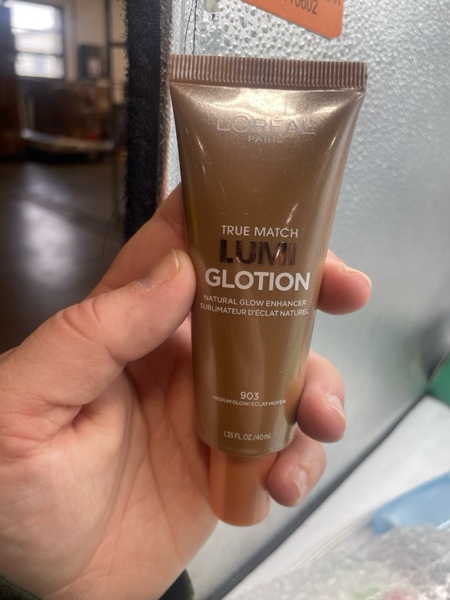 L'ORÉAL
PARIS
TRUE MATCH
LUMI
GLOTION
NATURAL GLOW ENHANCER
SUBLIMATEUR D'ÉCLAT NATUREL
903
MEDIUM GLOW/ÉCLAT MOYEN
1.35 FL.OZ./40 ml